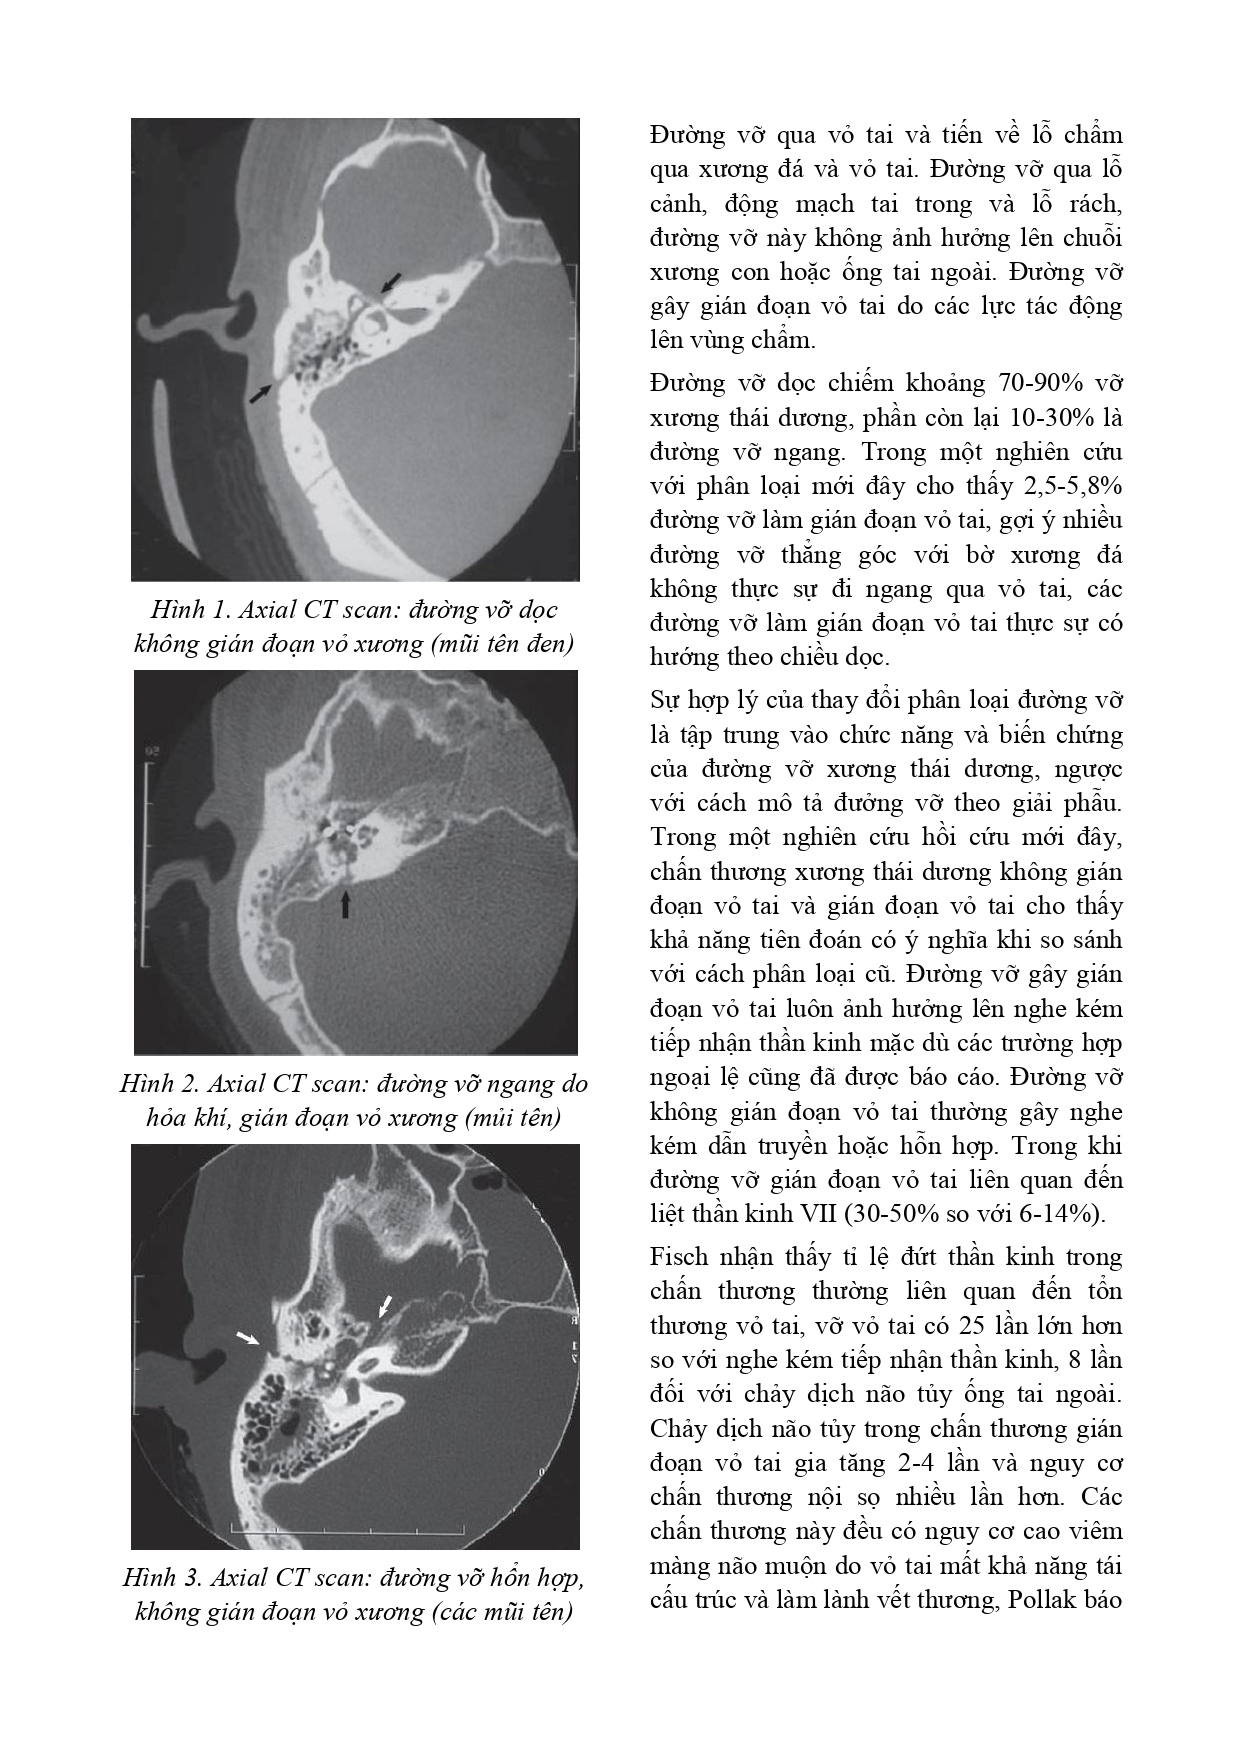 Hình 1. Axial CT scan: đường vỡ dọc
không gián đoạn vỏ xương (mũi tên đen)
Hình 2. Axial CT scan: đường vỡ ngang do
hỏa khí, gián đoạn vỏ xương (mủi tên)
Hình 3. Axial CT scan: đường vỡ hổn hợp,
không gián đoạn vỏ xương (các mũi tên)
Đường vỡ qua vỏ tai và tiến về lỗ chẩm
qua xương đá và vỏ tai. Đường vỡ qua lỗ
cảnh, động mạch tai trong và lỗ rách,
đường vỡ này không ảnh hưởng lên chuỗi
xương con hoặc ống tai ngoài. Đường vỡ
gây gián đoạn vỏ tai do các lực tác động
lên vùng chẩm.
Đường vỡ dọc chiếm khoảng 70-90% vỡ
xương thái dương, phần còn lại 10-30% là
đường vỡ ngang. Trong một nghiên cứu
với phân loại mới đây cho thấy 2,5-5,8%
đường vỡ làm gián đoạn vỏ tai, gợi ý nhiều
đường vỡ thẳng góc với bờ xương đá
không thực sự đi ngang qua vỏ tai, các
đường vỡ làm gián đoạn vỏ tai thực sự có
hướng theo chiều dọc.
Sự hợp lý của thay đổi phân loại đường vỡ
là tập trung vào chức năng và biến chứng
của đường vỡ xương thái dương, ngược
với cách mô tả đưởng vỡ theo giải phẫu.
Trong một nghiên cứu hồi cứu mới đây,
chấn thương xương thái dương không gián
đoạn vỏ tai và gián đoạn vỏ tai cho thấy
khả năng tiên đoán có ý nghĩa khi so sánh
với cách phân loại cũ. Đường vỡ gây gián
đoạn vỏ tai luôn ảnh hưởng lên nghe kém
tiếp nhận thần kinh mặc dù các trường hợp
ngoại lệ cũng đã được báo cáo. Đường vỡ
không gián đoạn vỏ tai thường gây nghe
kém dẫn truyền hoặc hỗn hợp. Trong khi
đường vỡ gián đoạn vỏ tai liên quan đến
liệt thần kinh VII (30-50% so với 6-14%).
Fisch nhận thấy tỉ lệ đứt thần kinh trong
chấn thương thường liên quan đến tổn
thương vỏ tai, vỡ vỏ tai có 25 lần lớn hơn
so với nghe kém tiếp nhận thần kinh, 8 lần
đối với chảy dịch não tủy ống tai ngoài.
Chảy dịch não tủy trong chấn thương gián
đoạn vỏ tai gia tăng 2-4 lần và nguy cơ
chấn thương nội sọ nhiều lần hơn. Các
chấn thương này đều có nguy cơ cao viêm
màng não muộn do vỏ tai mất khả năng tái
cấu trúc và làm lành vết thương, Pollak báo